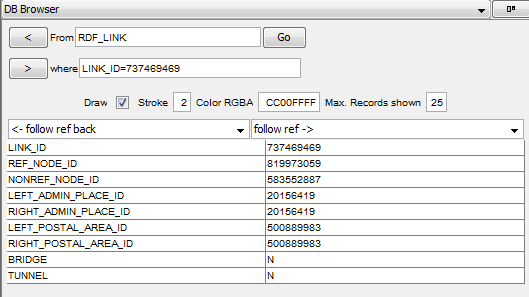 DB Browser
< From RDF_LINK Go
> where LINK_ID=737469469
Draw Stroke 2 Color RGBA CC00FFFF Max. Records shown 25
<- follow ref back follow ref ->
LINK_ID 737469469
REF_NODE_ID 819973059
NONREF_NODE_ID 583552887
LEFT_ADMIN_PLACE_ID 20156419
RIGHT_ADMIN_PLACE_ID 20156419
LEFT_POSTAL_AREA_ID 500889983
RIGHT_POSTAL_AREA_ID 500889983
BRIDGE N
TUNNEL N